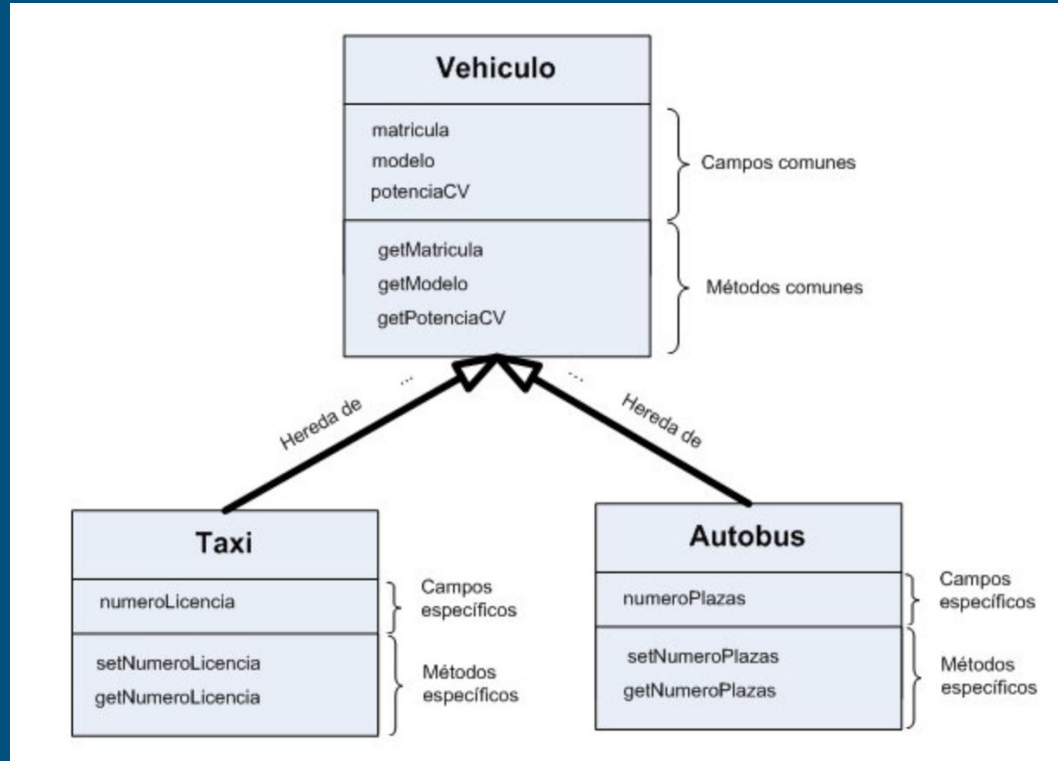 Vehiculo
matricula
modelo
potenciaCV
Campos comunes
getMatricula
getModelo
getPotenciaCV
Métodos comunes
...
Hereda de
...
Hereda de
Taxi
numeroLicencia
Campos
específicos
setNumeroLicencia
getNumeroLicencia
Métodos
específicos
Autobus
numeroPlazas
Campos
específicos
setNumeroPlazas
getNumeroPlazas
Métodos
específicos